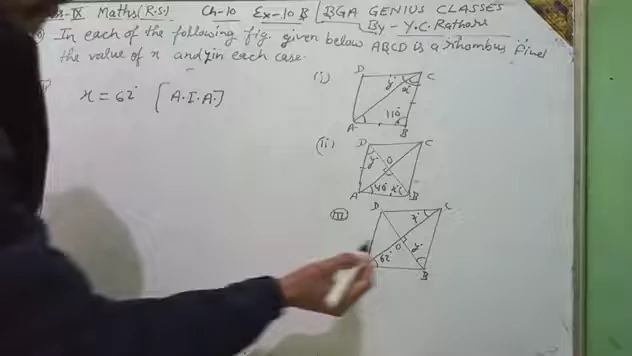 IX Maths (R.S.) Ch-10 Ex-10 B BGA GENIUS CLASSES
By - Y.C. Rathore
In each of the following fig. given below ABCD is a rhombus find
the value of x and y in each case.
x = 62° [A.I.A.]
(i) D C
y° x°
110°
A B
(ii) D C
y° O
A 40° x° B
(iii) D C
x°
62° O y°
B